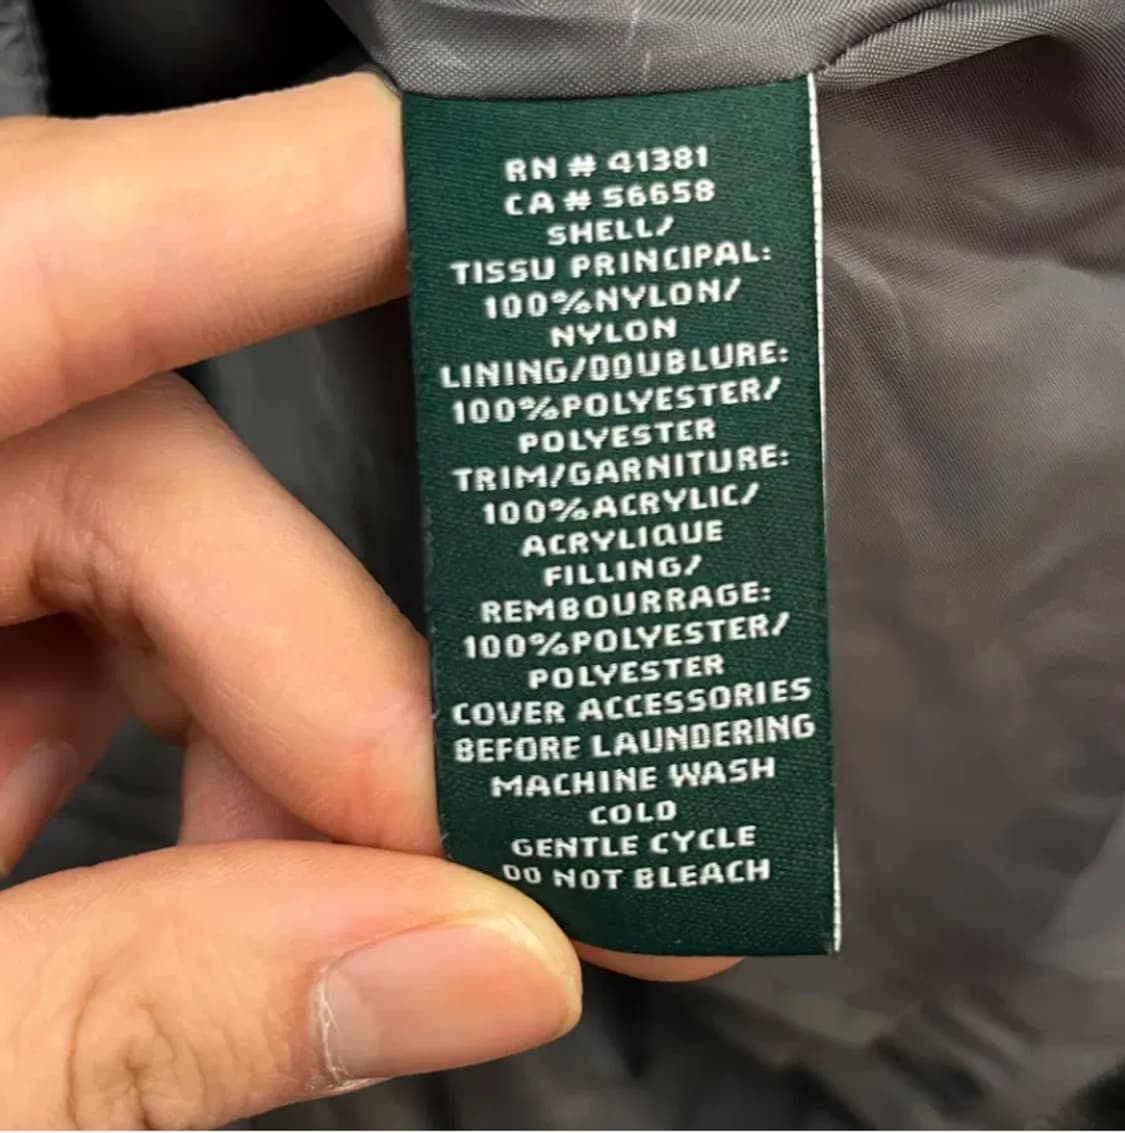 RN # 41381
CA # 56658
SHELL/
TISSU PRINCIPAL:
100%NYLON/
NYLON
LINING/DOUBLURE:
100%POLYESTER/
POLYESTER
TRIM/GARNITURE:
100%ACRYLIC/
ACRYLIQUE
FILLING/
REMBOURRAGE:
100%POLYESTER/
POLYESTER
COVER ACCESSORIES
BEFORE LAUNDERING
MACHINE WASH
COLD
GENTLE CYCLE
DO NOT BLEACH